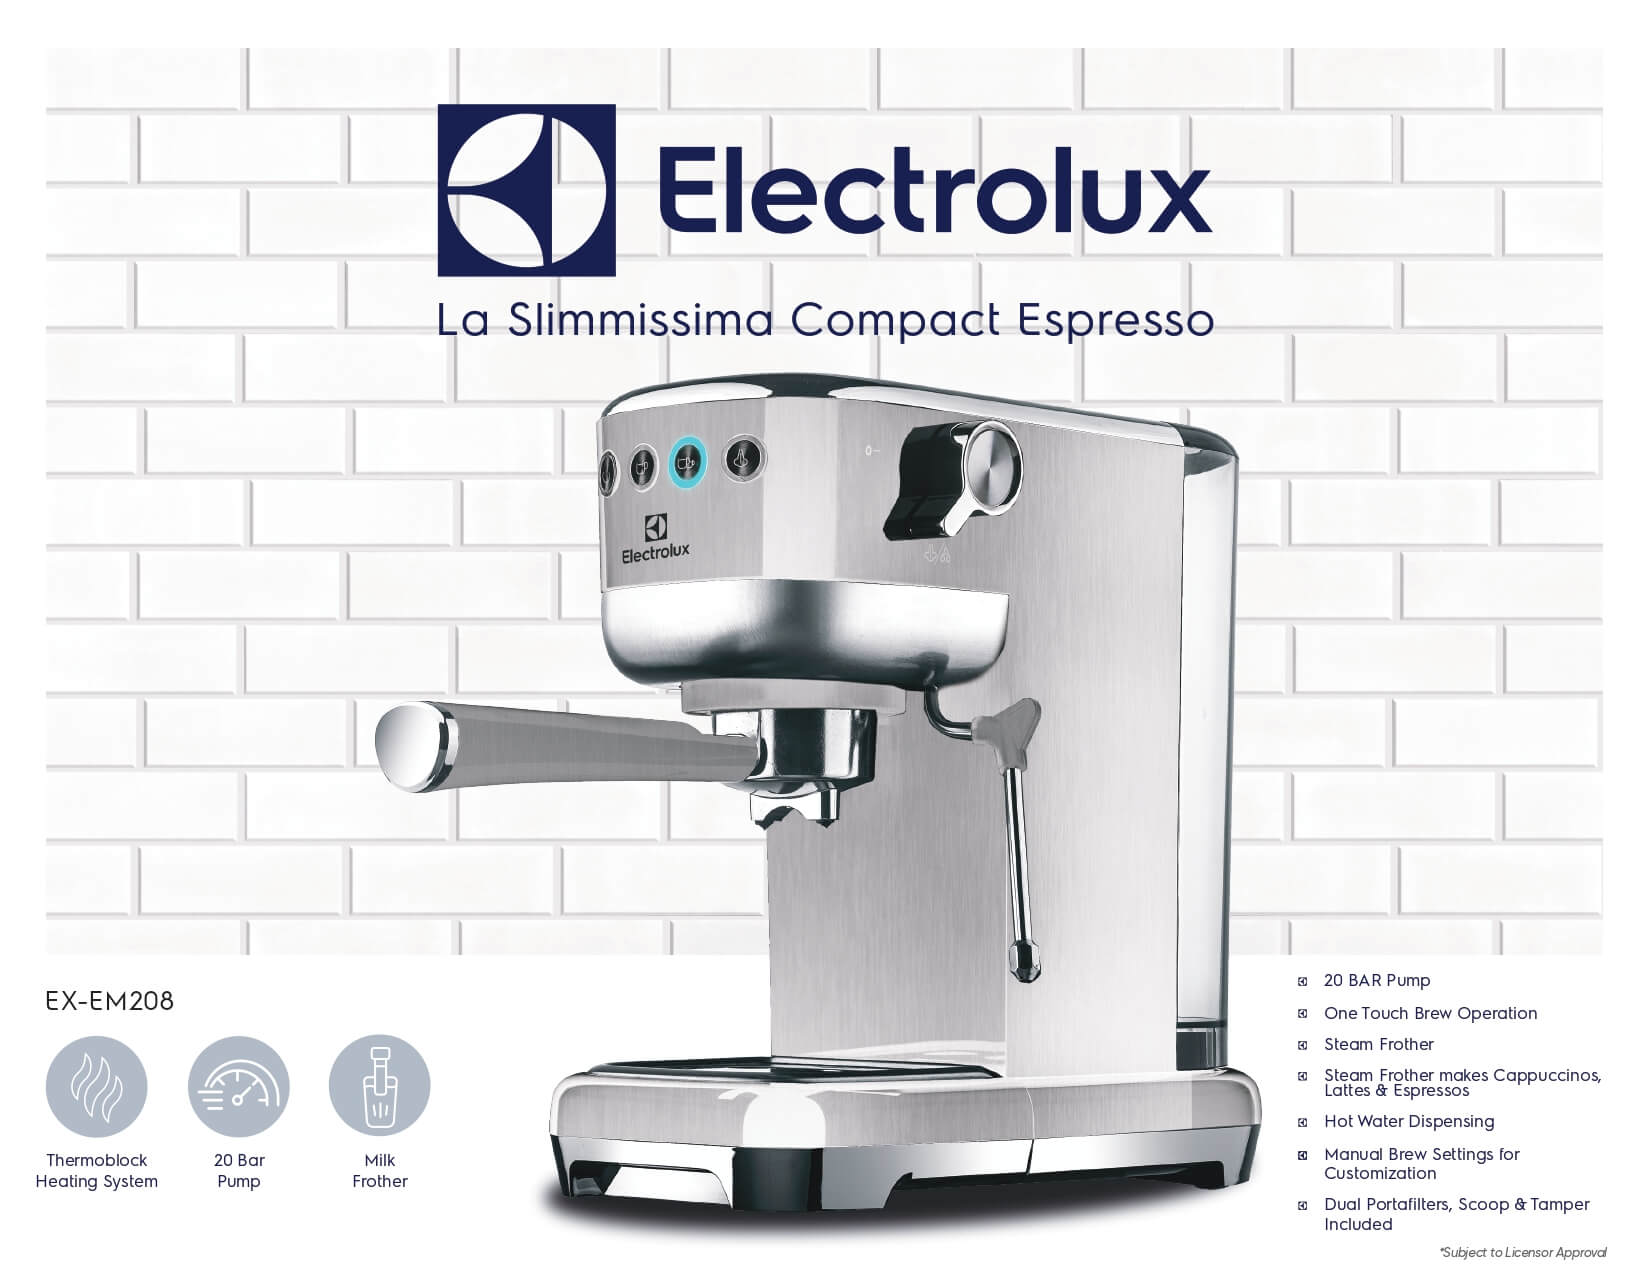 Electrolux
La Slimmissima Compact Espresso
Electrolux
EX-EM208
Thermoblock
Heating System
20 Bar
Pump
Milk
Frother
20 BAR Pump
One Touch Brew Operation
Steam Frother
Steam Frother makes Cappuccinos,
Lattes & Espressos
Hot Water Dispensing
Manual Brew Settings for
Customization
Dual Portafilters, Scoop & Tamper
Included
*Subject to Licensor Approval